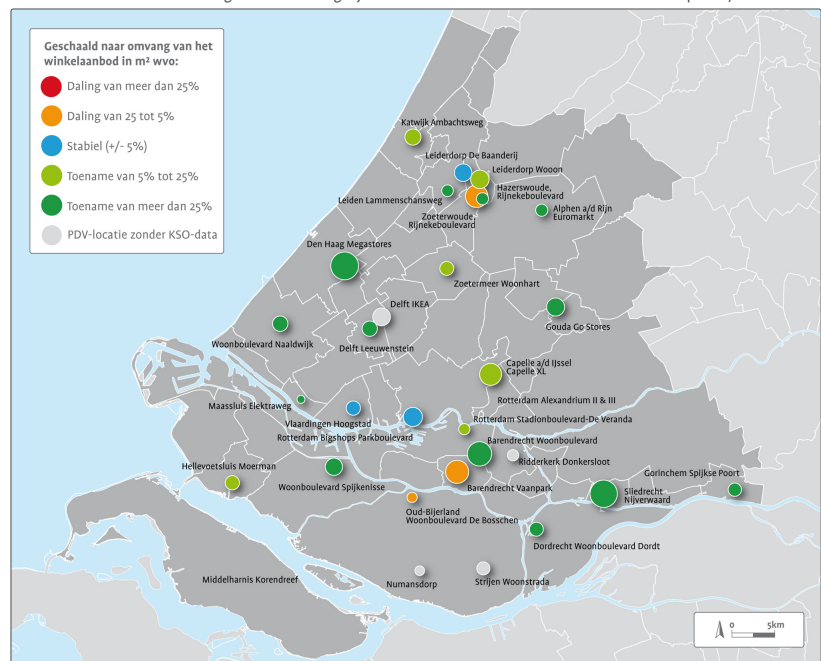 Geschaald naar omvang van het
winkelaanbod in m² wvo:
Daling van meer dan 25%
Daling van 25 tot 5%
Stabiel (+/- 5%)
Toename van 5% tot 25%
Toename van meer dan 25%
PDV-locatie zonder KSO-data
Katwijk Ambachtsweg
Leiderdorp De Baanderij
Leiderdorp Wooon
Hazerswoude,
Rijnekeboulevard
Leiden Lammenschansweg
Zoeterwoude,
Rijnekeboulevard
Alphen a/d Rijn
Euromarkt
Den Haag Megastores
Zoetermeer Woonhart
Delft IKEA
Gouda Go Stores
Woonboulevard Naaldwijk
Delft Leeuwenstein
Capelle a/d IJssel
Capelle XL
Maassluis Elektraweg
Rotterdam Alexandrium II & III
Vlaardingen Hoogstad
Rotterdam Stadionboulevard-De Veranda
Rotterdam Bigshops Parkboulevard
Barendrecht Woonboulevard
Ridderkerk Donkersloot
Hellevoetsluis Moerman
Woonboulevard Spijkenisse
Barendrecht Vaanpark
Gorinchem Spijkse Poort
Sliedrecht
Nijverwaard
Oud-Bijerland
Woonboulevard De Bosschen
Dordrecht Woonboulevard Dordt
Middelharnis Korendreef
Numansdorp
Strijen Woonstrada
0 5km